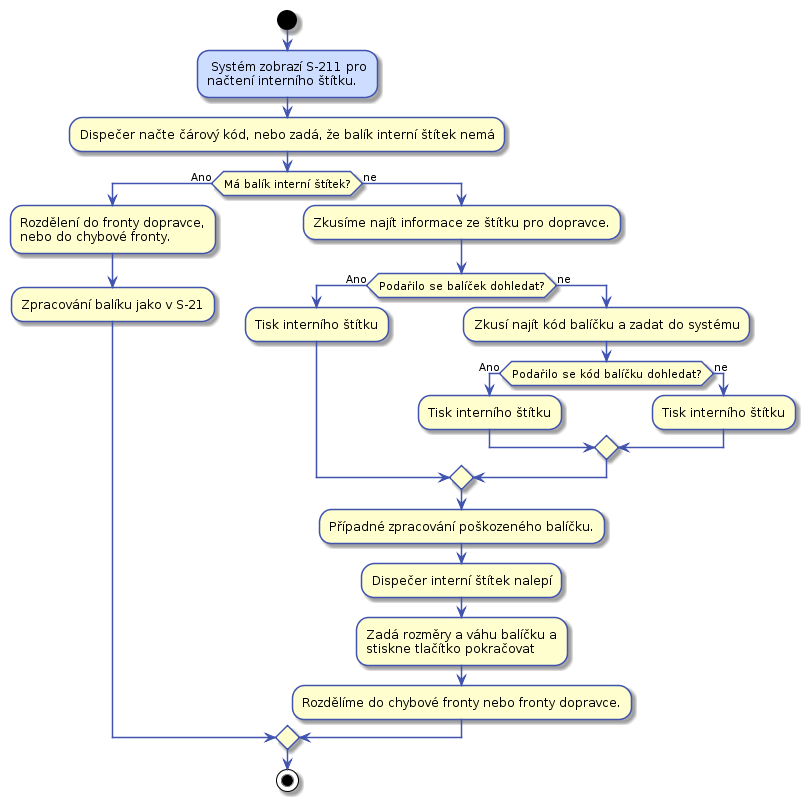 Systém zobrazí S-211 pro
načtení interního štítku.
Dispečer načte čárový kód, nebo zadá, že balík interní štítek nemá
Má balík interní štítek?
Ano
ne
Rozdělení do fronty dopravce,
nebo do chybové fronty.
Zpracování balíku jako v S-21
Zkusíme najít informace ze štítku pro dopravce.
Podařilo se balíček dohledat?
Ano
ne
Tisk interního štítku
Zkusí najít kód balíčku a zadat do systému
Podařilo se kód balíčku dohledat?
Ano
ne
Tisk interního štítku
Tisk interního štítku
Případné zpracování poškozeného balíčku.
Dispečer interní štítek nalepí
Zadá rozměry a váhu balíčku a
stiskne tlačítko pokračovat
Rozdělíme do chybové fronty nebo fronty dopravce.